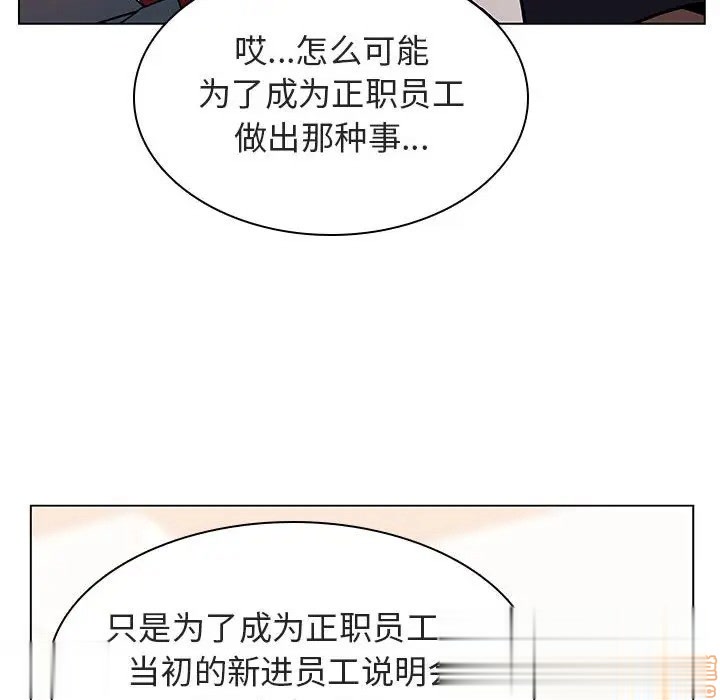 哎...怎么可能
为了成为正职员工
做出那种事...
只是为了成为正职员工
当初的新进员工说明会